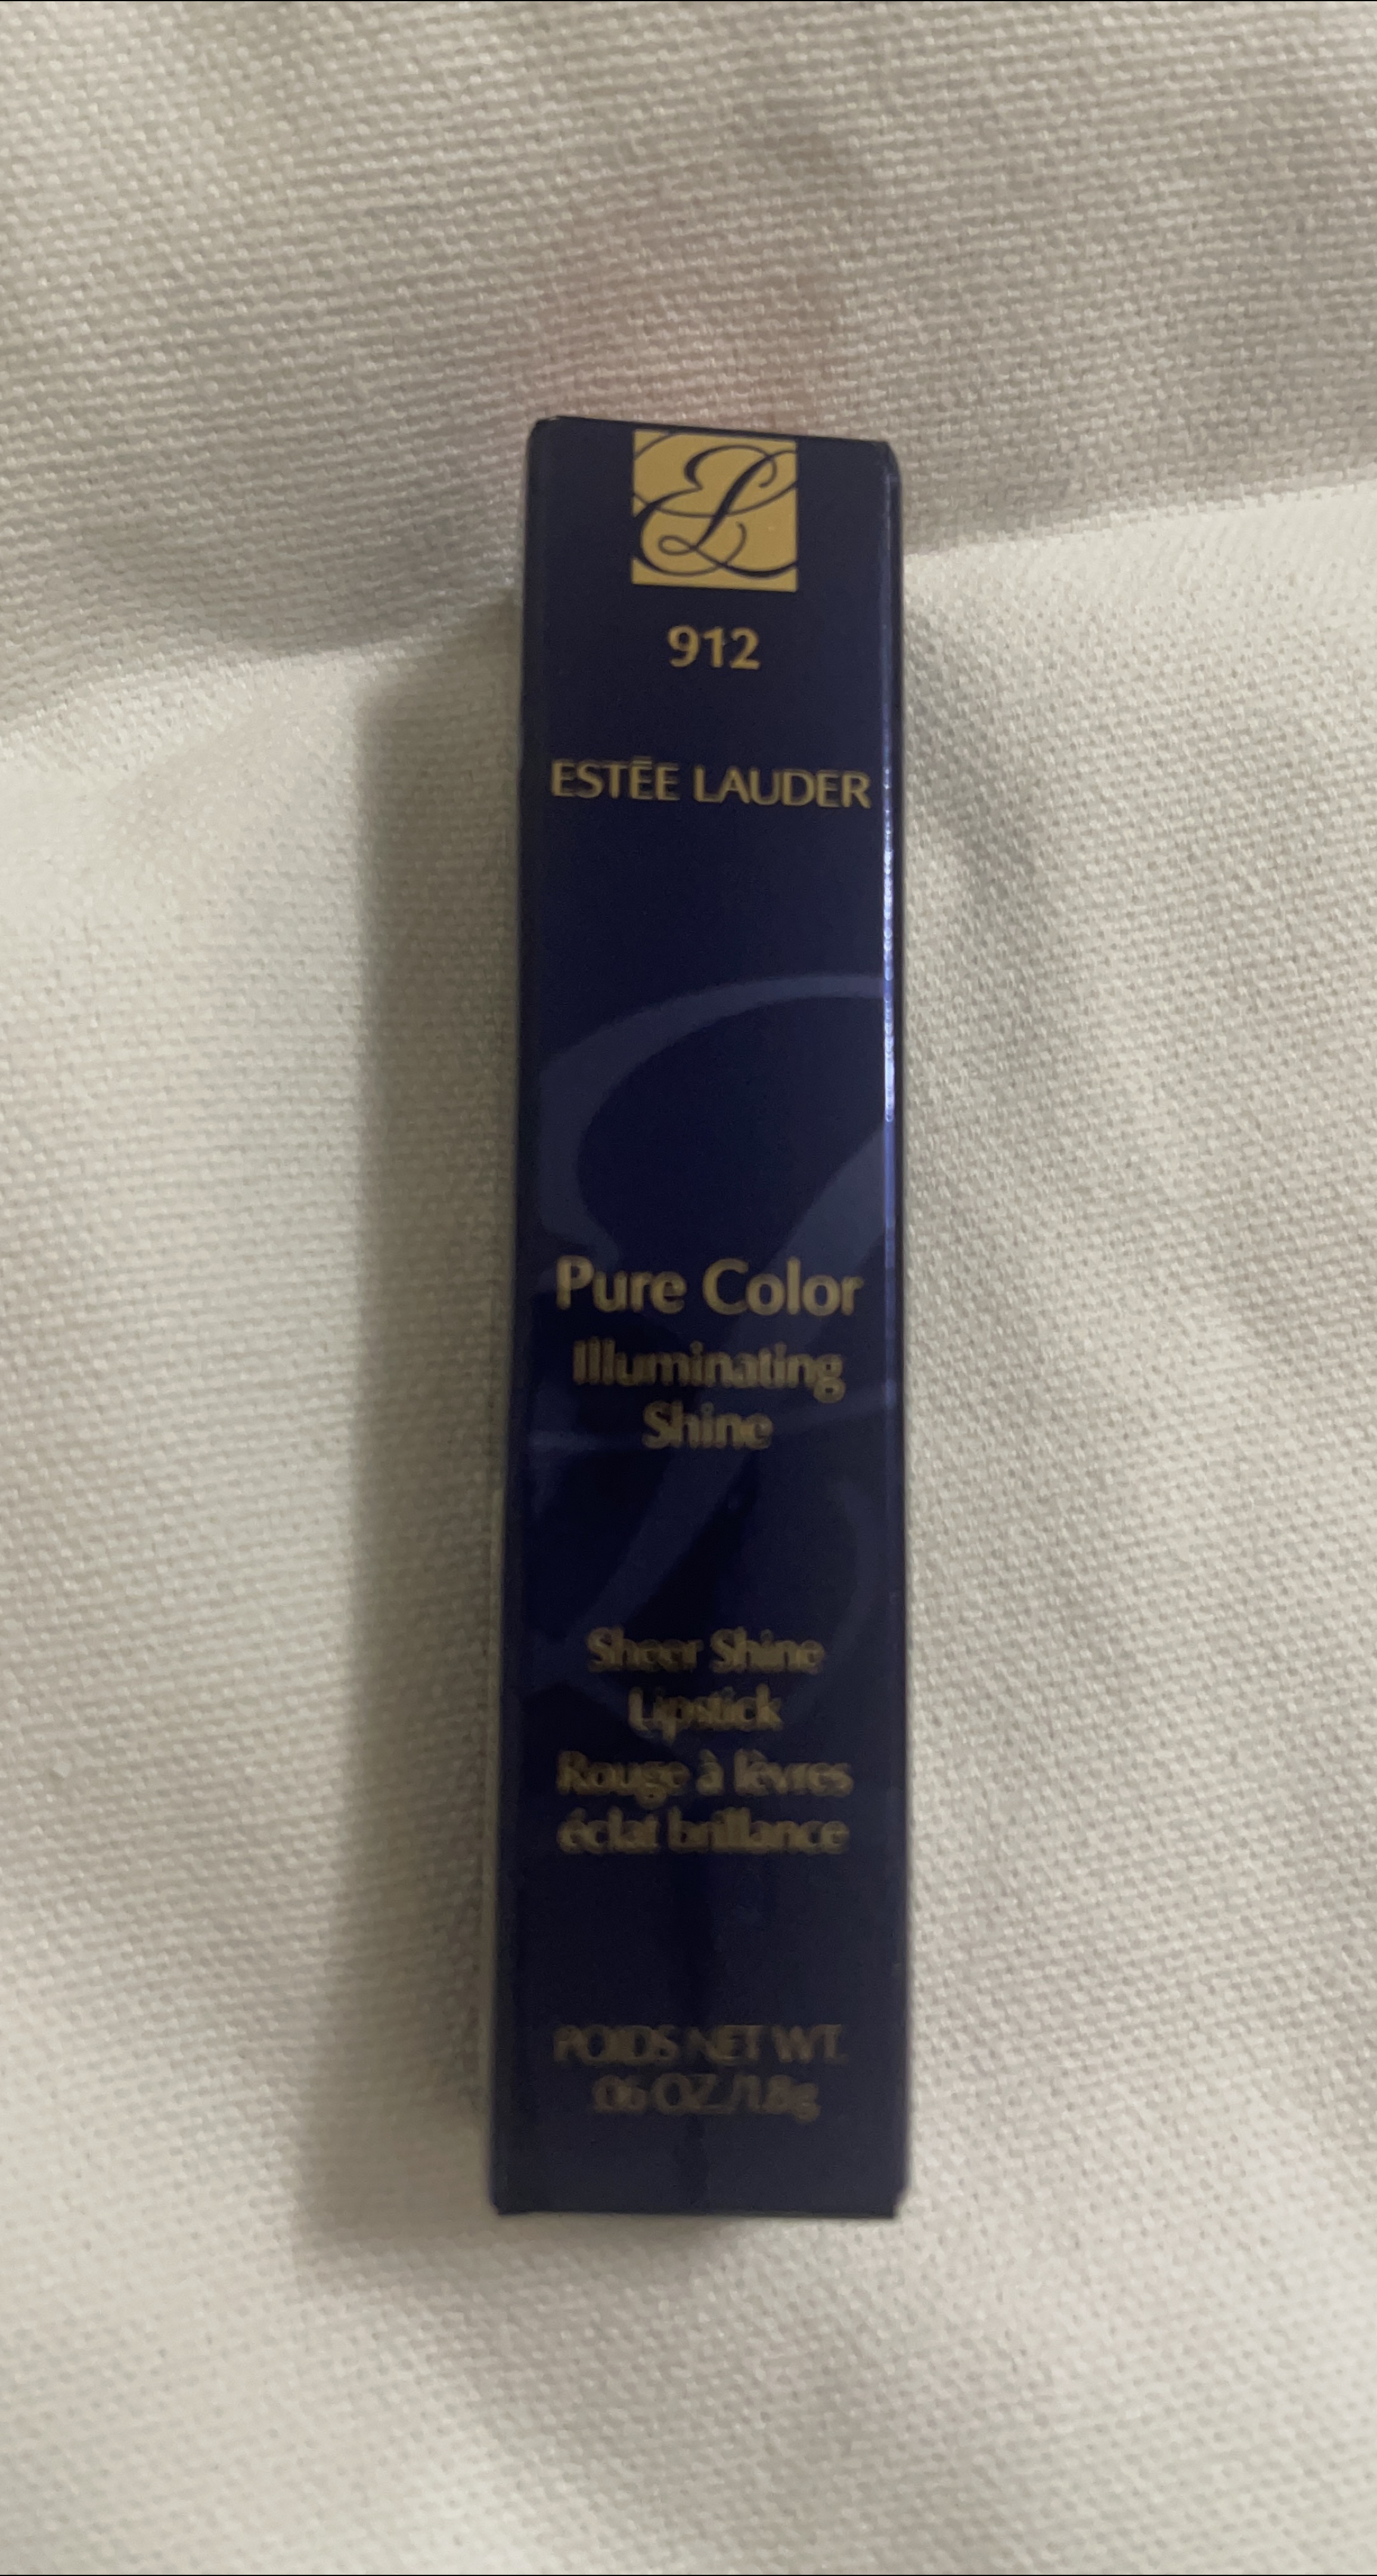 EL
912
ESTĒE LAUDER
Pure Color
Illuminating
Shine
Sheer Shine
Lipstick
Rouge à lèvres
éclat brillance
POIDS NET WT.
.06 OZ./1.8g